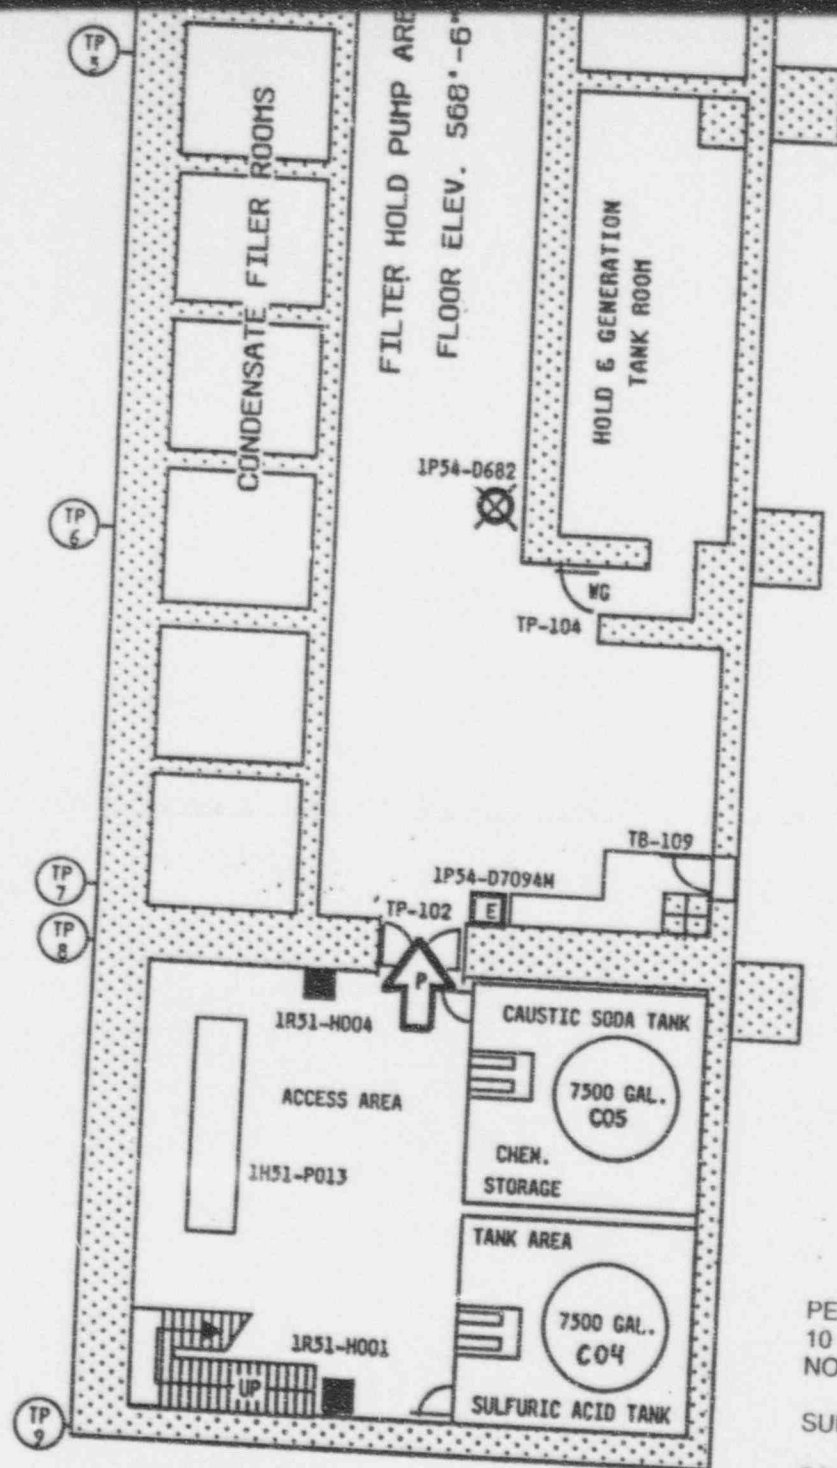 TP
5
CONDENSATE FILER ROOMS
FILTER HOLD PUMP ARE
FLOOR ELEV. 568'-6"
HOLD & GENERATION
TANK ROOM
1P54-D682
TP
6
WG
TP-104
TB-109
TP
7
1P54-D7094M
TP-102
E
TP
8
P
1R51-H004
CAUSTIC SODA TANK
7500 GAL.
C05
ACCESS AREA
CHEM.
STORAGE
1H51-P013
TANK AREA
7500 GAL.
C04
1R51-H001
UP
SULFURIC ACID TANK
TP
9
PE
10
NO